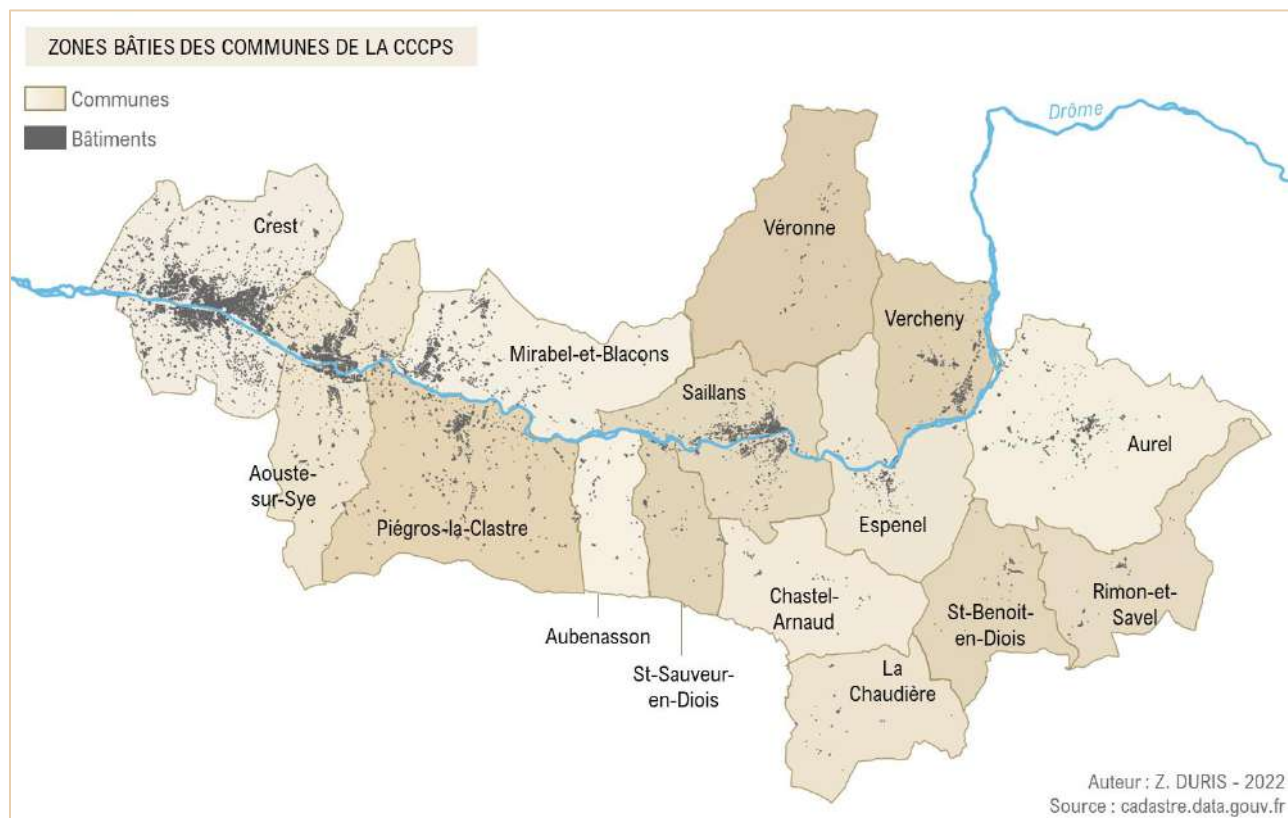 ZONES BÂTIES DES COMMUNES DE LA CCCPS
Communes
Bâtiments
Drôme
Crest
Véronne
Vercheny
Mirabel-et-Blacons
Saillans
Aurel
Aouste-
sur-Sye
Piégros-la-Clastre
Espenel
Chastel-
Arnaud
St-Benoit-
en-Diois
Rimon-et-
Savel
Aubenasson
St-Sauveur-
en-Diois
La
Chaudière
Auteur : Z. DURIS - 2022
Source : cadastre.data.gouv.fr